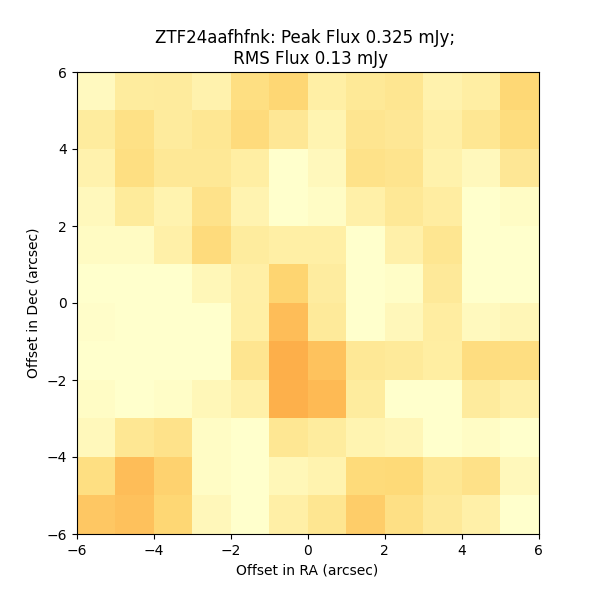 ZTF24aafhfnk: Peak Flux 0.325 mJy;
RMS Flux 0.13 mJy
6
4
2
0
−2
−4
−6
Offset in Dec (arcsec)
−6 −4 −2 0 2 4 6
Offset in RA (arcsec)